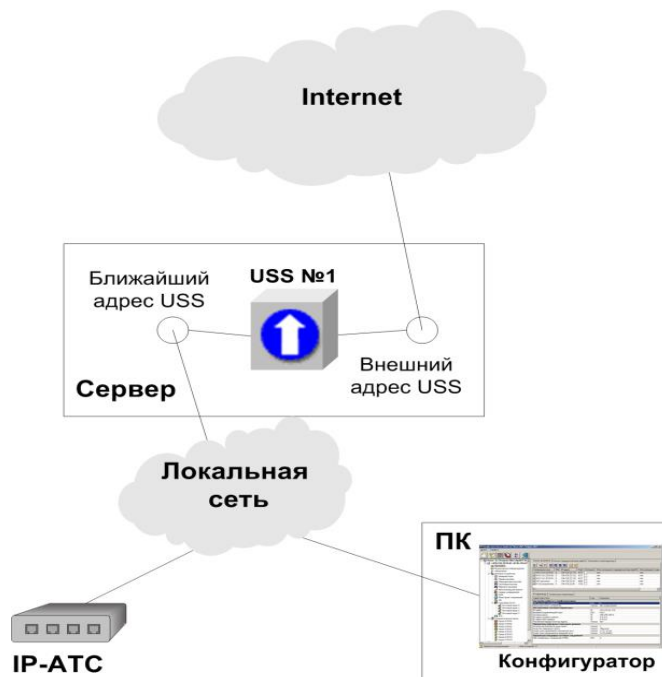 Internet
Ближайший
адрес USS
USS №1
Внешний
адрес USS
Сервер
Локальная
сеть
ПК
IP-АТС
Конфигуратор